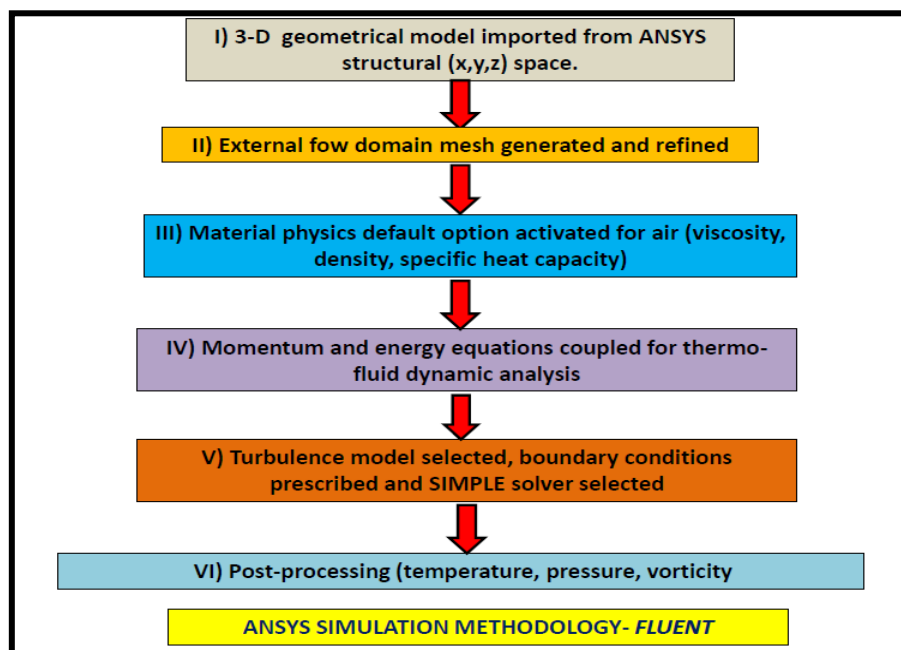 I) 3-D geometrical model imported from ANSYS
structural (x,y,z) space.
II) External fow domain mesh generated and refined
III) Material physics default option activated for air (viscosity,
density, specific heat capacity)
IV) Momentum and energy equations coupled for thermo-
fluid dynamic analysis
V) Turbulence model selected, boundary conditions
prescribed and SIMPLE solver selected
VI) Post-processing (temperature, pressure, vorticity
ANSYS SIMULATION METHODOLOGY- FLUENT